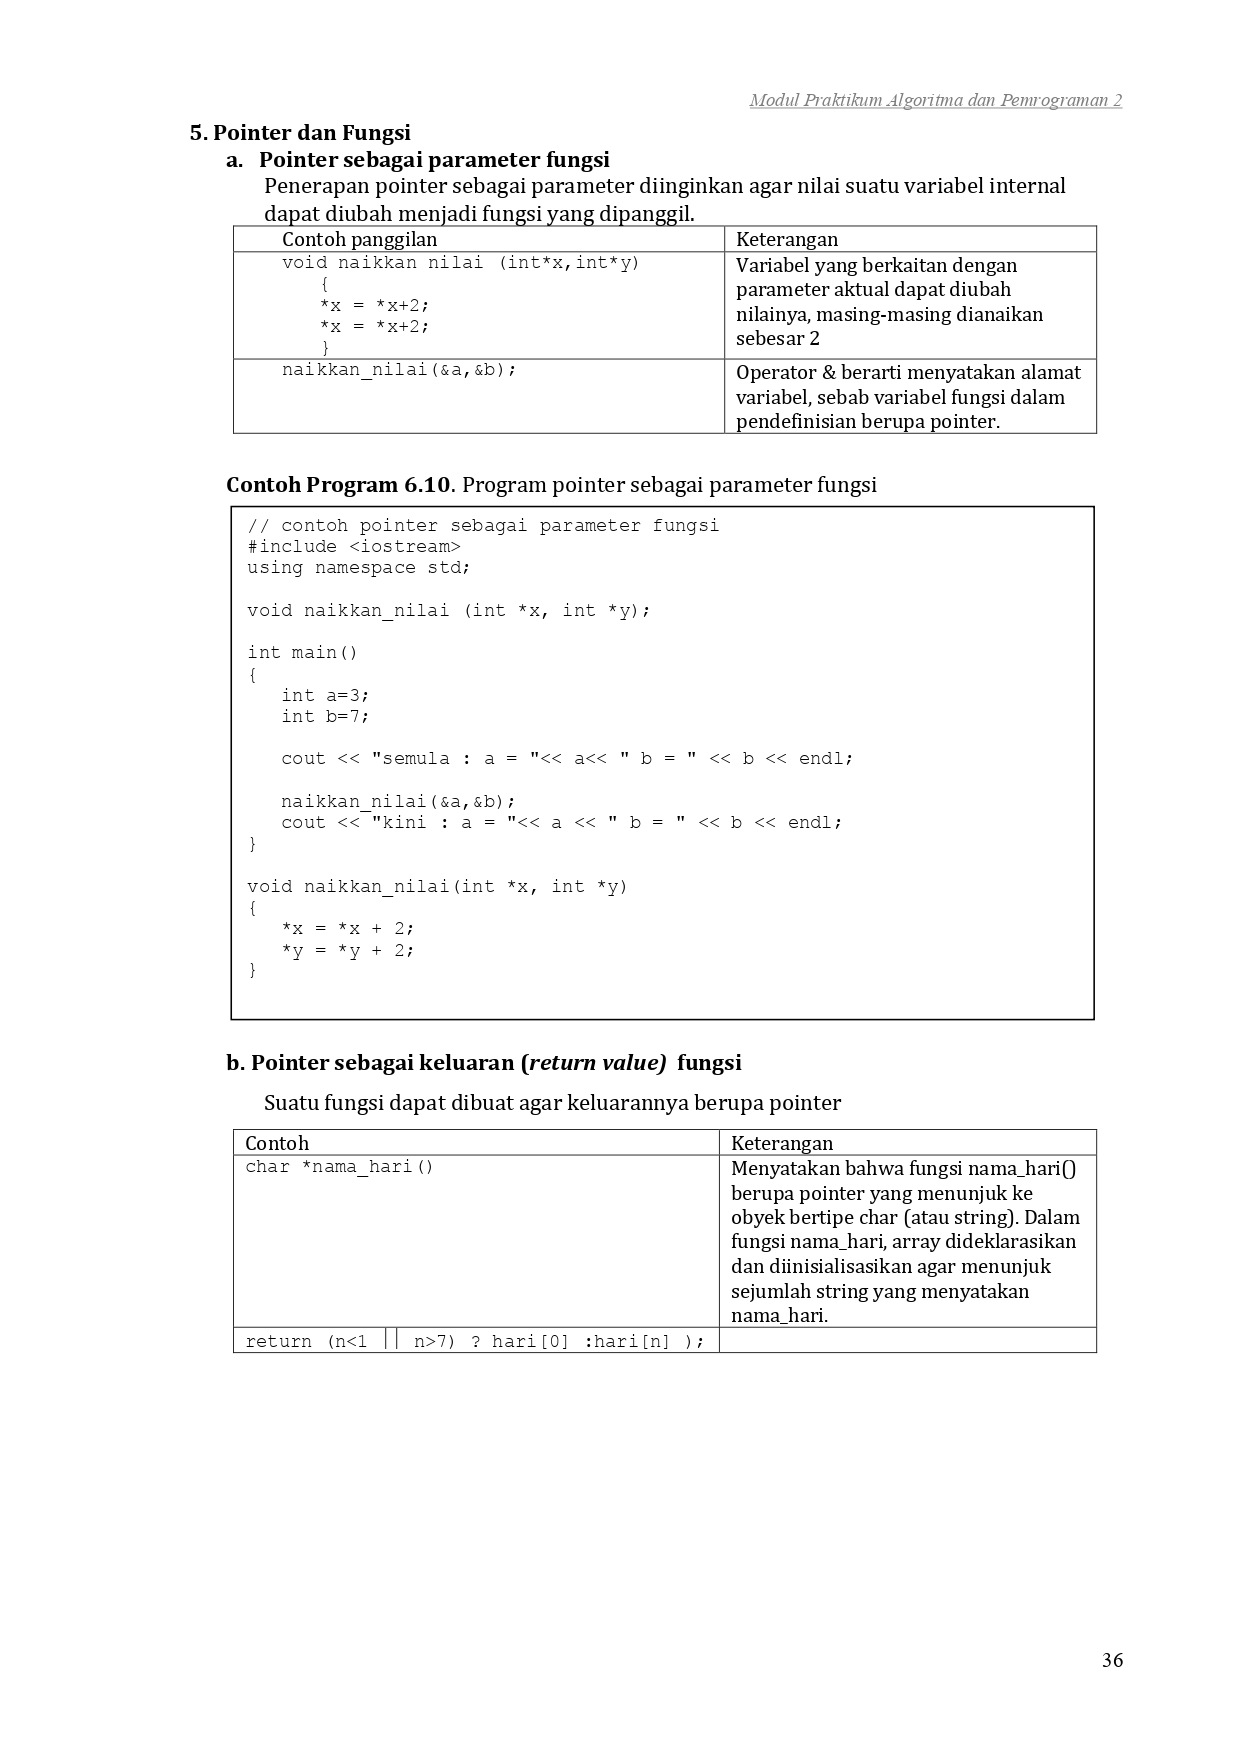 Modul Praktikum Algoritma dan Pemrograman 2
5. Pointer dan Fungsi
a. Pointer sebagai parameter fungsi
Penerapan pointer sebagai parameter diinginkan agar nilai suatu variabel internal
dapat diubah menjadi fungsi yang dipanggil.
Contoh panggilan
Keterangan
void naikkan nilai (int*x,int*y)
{
*x = *x+2;
*x = *x+2;
}
Variabel yang berkaitan dengan
parameter aktual dapat diubah
nilainya, masing-masing dianaikan
sebesar 2
naikkan_nilai(&a,&b);
Operator & berarti menyatakan alamat
variabel, sebab variabel fungsi dalam
pendefinisian berupa pointer.
Contoh Program 6.10. Program pointer sebagai parameter fungsi
// contoh pointer sebagai parameter fungsi
#include <iostream>
using namespace std;
void naikkan_nilai (int *x, int *y);
int main()
{
int a=3;
int b=7;
cout << "semula : a = "<< a<< " b = " << b << endl;
naikkan_nilai(&a,&b);
cout << "kini : a = "<< a << " b = " << b << endl;
}
void naikkan_nilai(int *x, int *y)
{
*x = *x + 2;
*y = *y + 2;
}
b. Pointer sebagai keluaran (return value) fungsi
Suatu fungsi dapat dibuat agar keluarannya berupa pointer
Contoh
Keterangan
char *nama_hari()
Menyatakan bahwa fungsi nama_hari()
berupa pointer yang menunjuk ke
obyek bertipe char (atau string). Dalam
fungsi nama_hari, array dideklarasikan
dan diinisialisasikan agar menunjuk
sejumlah string yang menyatakan
nama_hari.
return (n<1 || n>7) ? hari[0] :hari[n] );
36